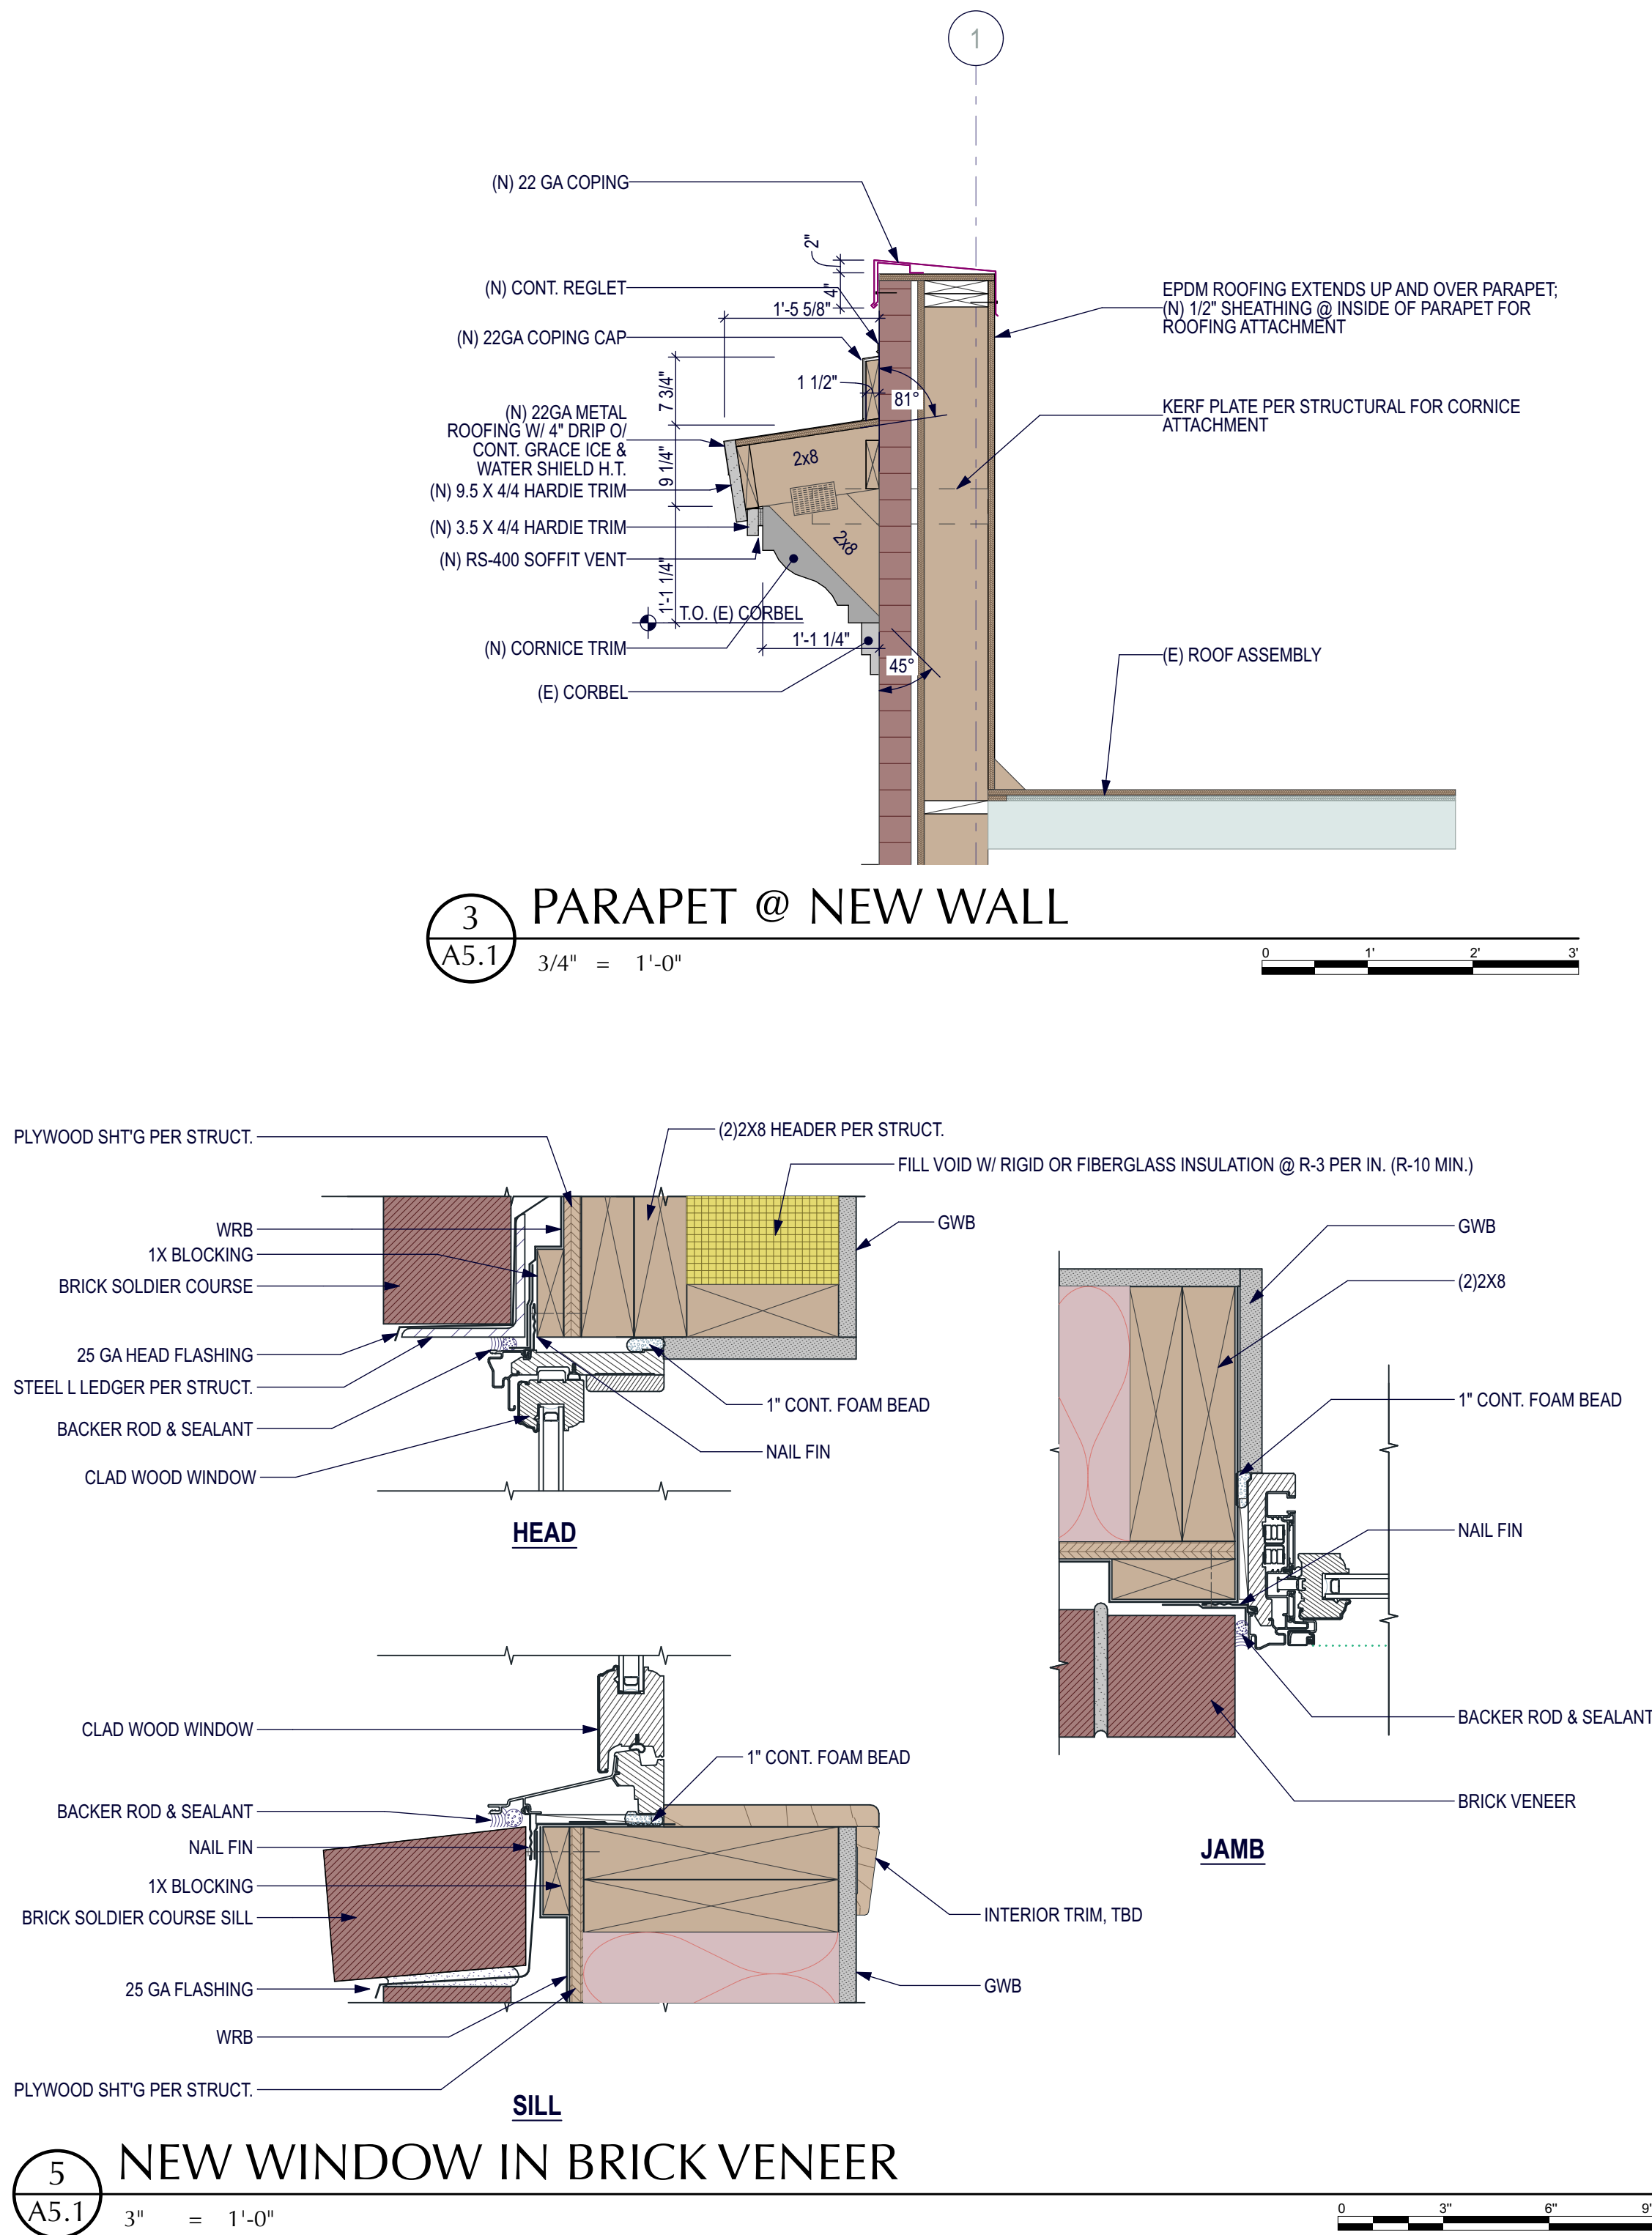 1
(N) 22 GA COPING
2"
4"
(N) CONT. REGLET
1'-5 5/8"
EPDM ROOFING EXTENDS UP AND OVER PARAPET;
(N) 1/2" SHEATHING @ INSIDE OF PARAPET FOR
ROOFING ATTACHMENT
(N) 22GA COPING CAP
7 3/4"
1 1/2"
81°
KERF PLATE PER STRUCTURAL FOR CORNICE
ATTACHMENT
(N) 22GA METAL
ROOFING W/ 4" DRIP O/
CONT. GRACE ICE &
WATER SHIELD H.T.
9 1/4"
2x8
(N) 9.5 X 4/4 HARDIE TRIM
(N) 3.5 X 4/4 HARDIE TRIM
2x8
(N) RS-400 SOFFIT VENT
1'-1 1/4"
T.O. (E) CORBEL
(N) CORNICE TRIM
1'-1 1/4"
45°
(E) ROOF ASSEMBLY
(E) CORBEL
3
A5.1
PARAPET @ NEW WALL
3/4" = 1'-0"
0 1' 2' 3'
PLYWOOD SHT'G PER STRUCT.
(2)2X8 HEADER PER STRUCT.
FILL VOID W/ RIGID OR FIBERGLASS INSULATION @ R-3 PER IN. (R-10 MIN.)
WRB
GWB
1X BLOCKING
BRICK SOLDIER COURSE
25 GA HEAD FLASHING
STEEL L LEDGER PER STRUCT.
BACKER ROD & SEALANT
1" CONT. FOAM BEAD
NAIL FIN
CLAD WOOD WINDOW
HEAD
GWB
(2)2X8
1" CONT. FOAM BEAD
NAIL FIN
BACKER ROD & SEALANT
BRICK VENEER
JAMB
CLAD WOOD WINDOW
1" CONT. FOAM BEAD
BACKER ROD & SEALANT
NAIL FIN
1X BLOCKING
BRICK SOLDIER COURSE SILL
INTERIOR TRIM, TBD
25 GA FLASHING
GWB
WRB
PLYWOOD SHT'G PER STRUCT.
SILL
5
A5.1
NEW WINDOW IN BRICK VENEER
3" = 1'-0"
0 3" 6" 9"